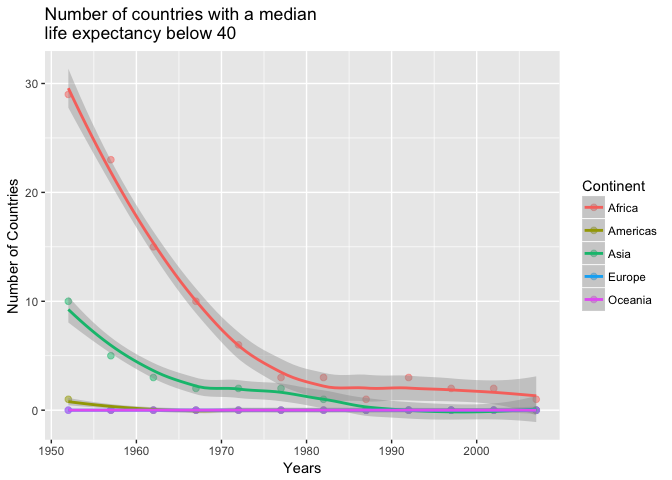 Number of countries with a median
life expectancy below 40
30
20
10
0
Number of Countries
1950
1960
1970
1980
1990
2000
Years
Continent
Africa
Americas
Asia
Europe
Oceania